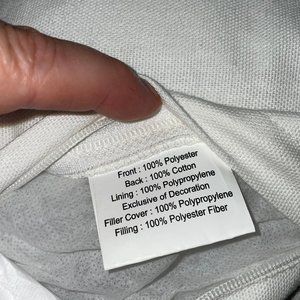 Front : 100% Polyester
Back : 100% Cotton
Lining : 100% Polypropylene
Exclusive of Decoration
Filler Cover : 100% Polypropylene
Filling : 100% Polyester Fiber